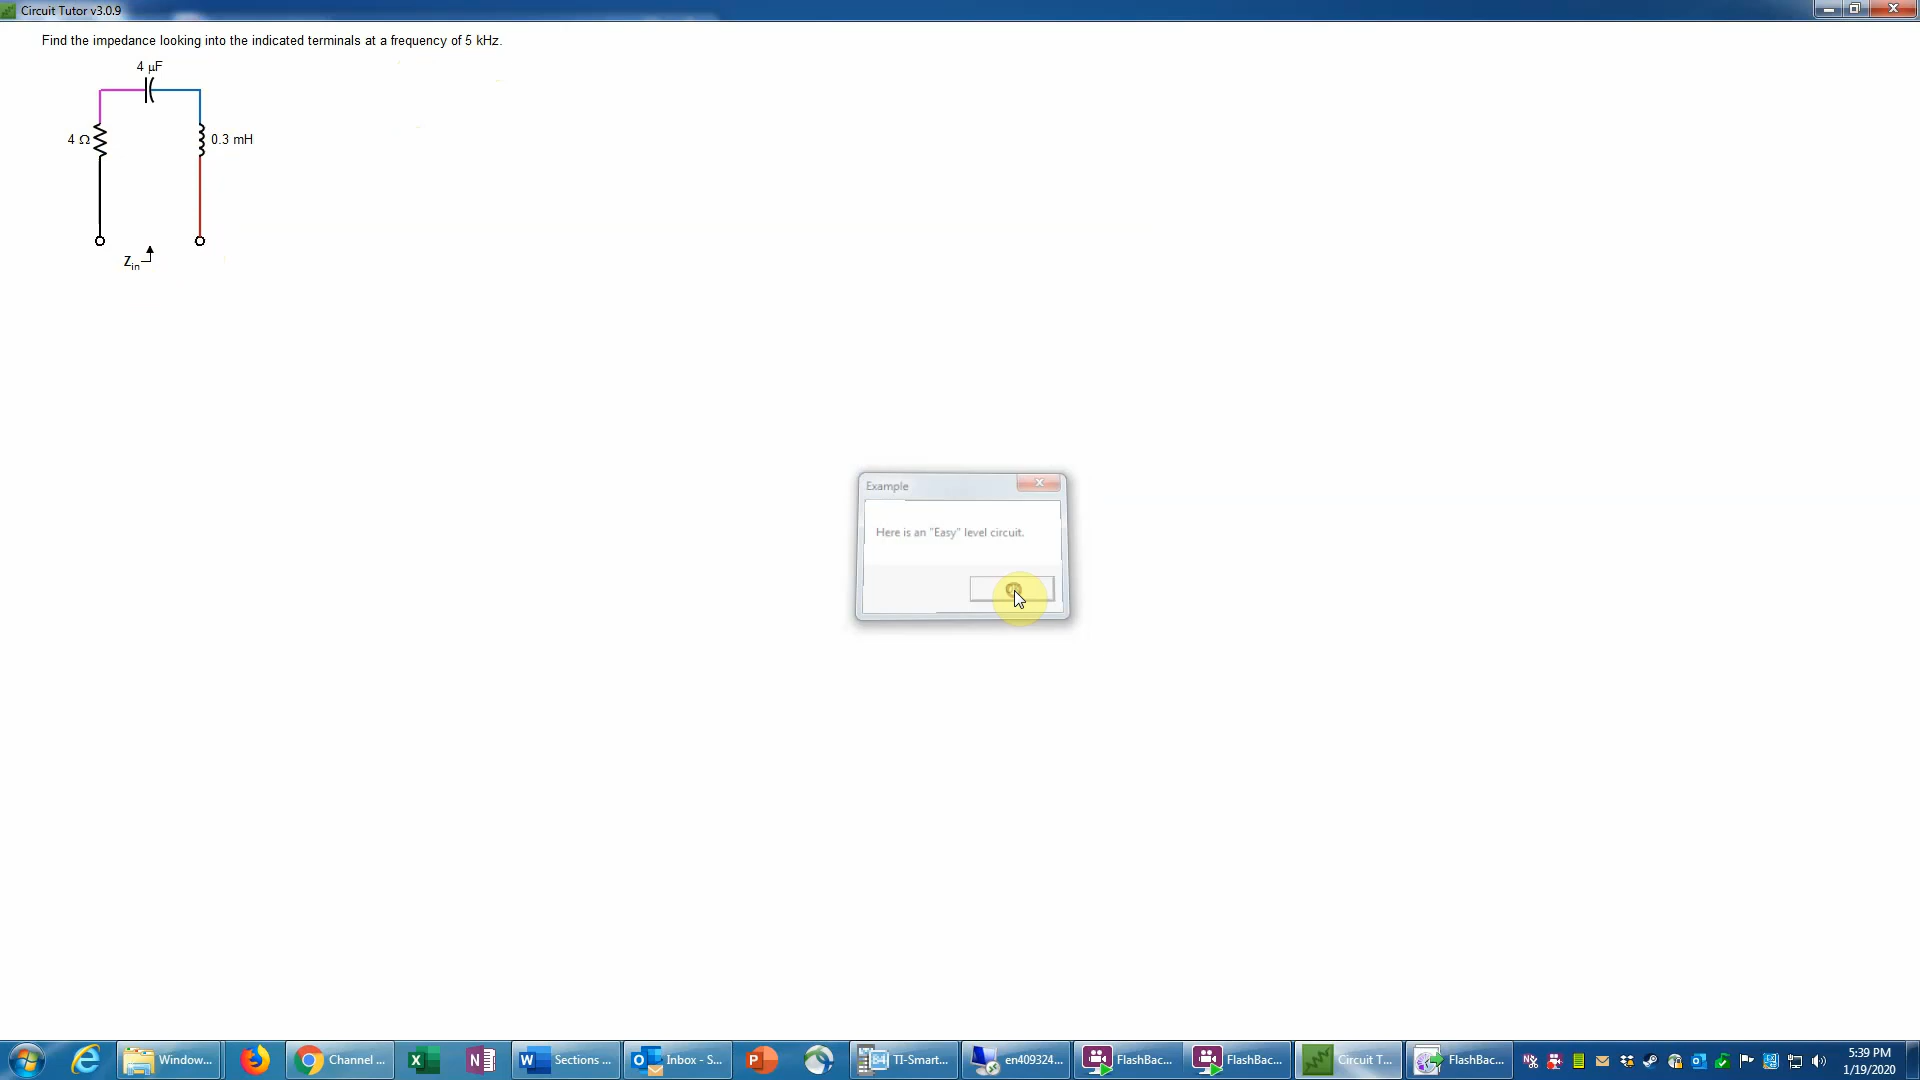 Circuit Tutor v3.0.9
Find the impedance looking into the indicated terminals at a frequency of 5 kHz.
4 μF
4 Ω
0.3 mH
Zin
Example
Here is an "Easy" level circuit.
Window...
Channel ...
Sections ...
Inbox - S...
TI-Smart...
en409324...
FlashBac...
FlashBac...
Circuit T...
FlashBac...
5:39 PM
1/19/2020